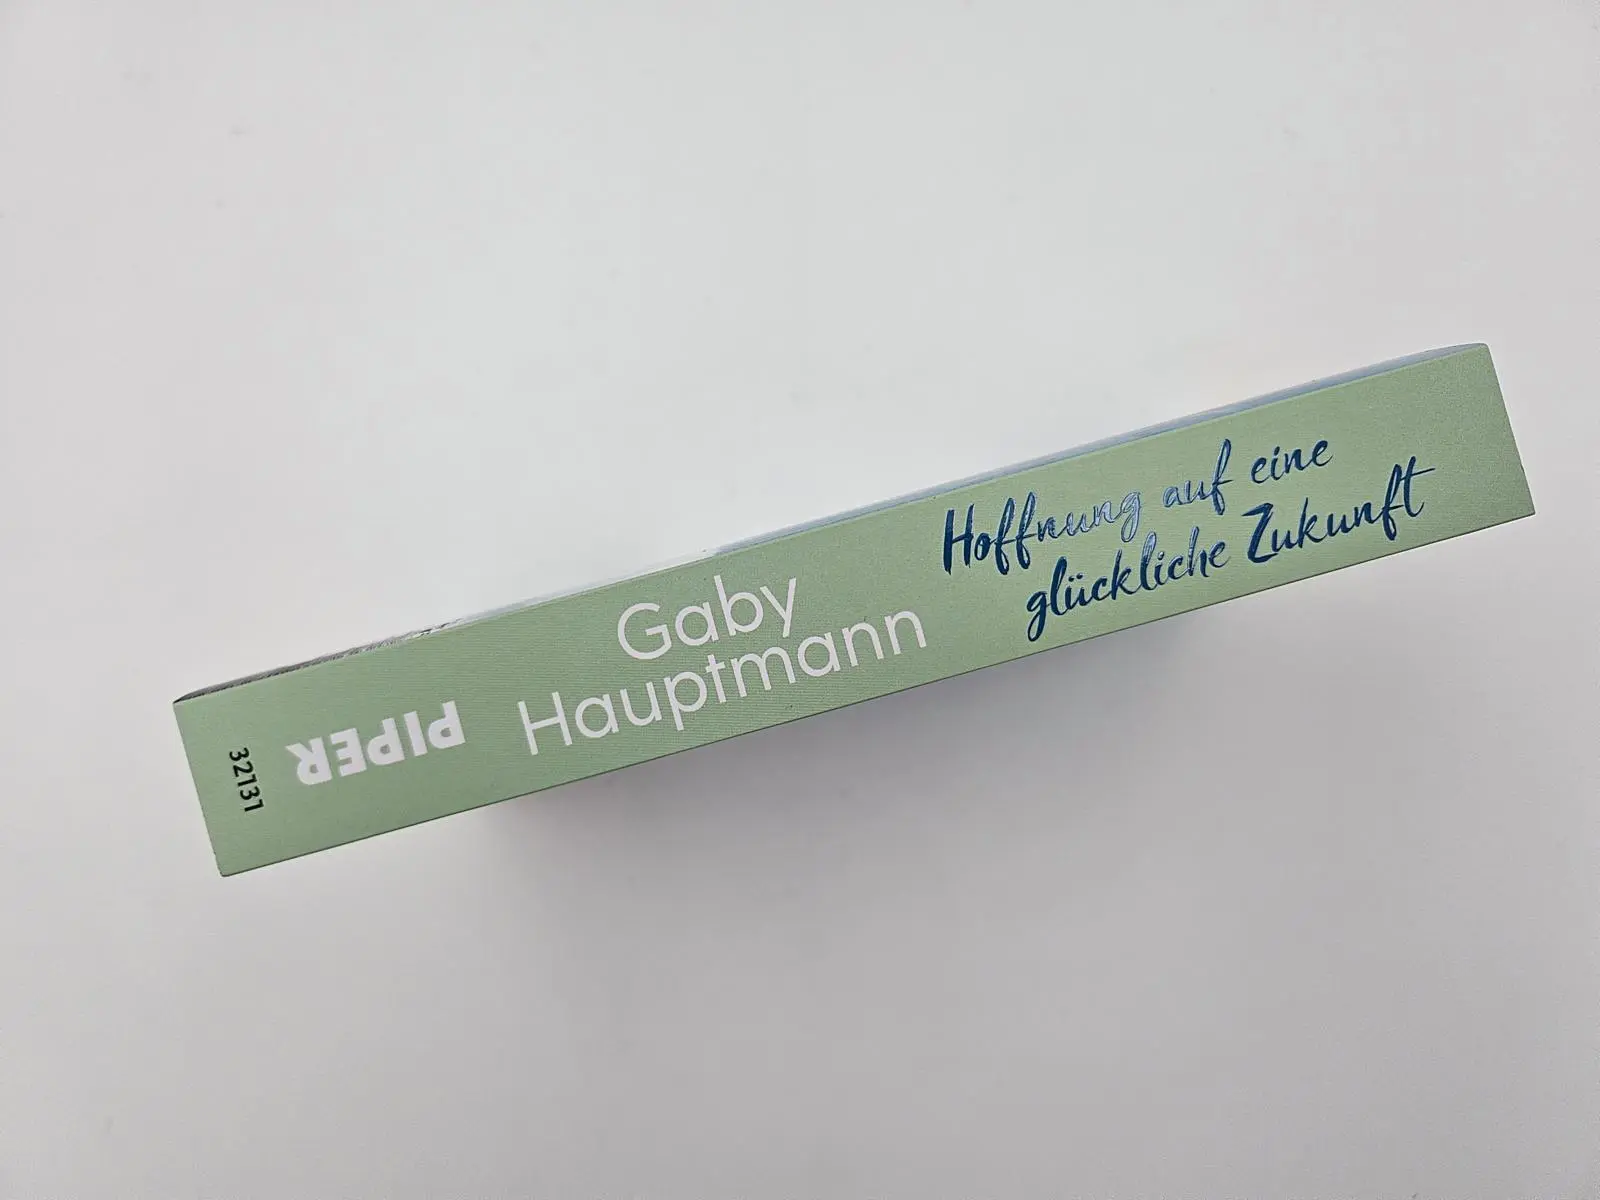 Hoffnung auf eine
glückliche Zukunft
Gaby
Hauptmann
PIPER
32131